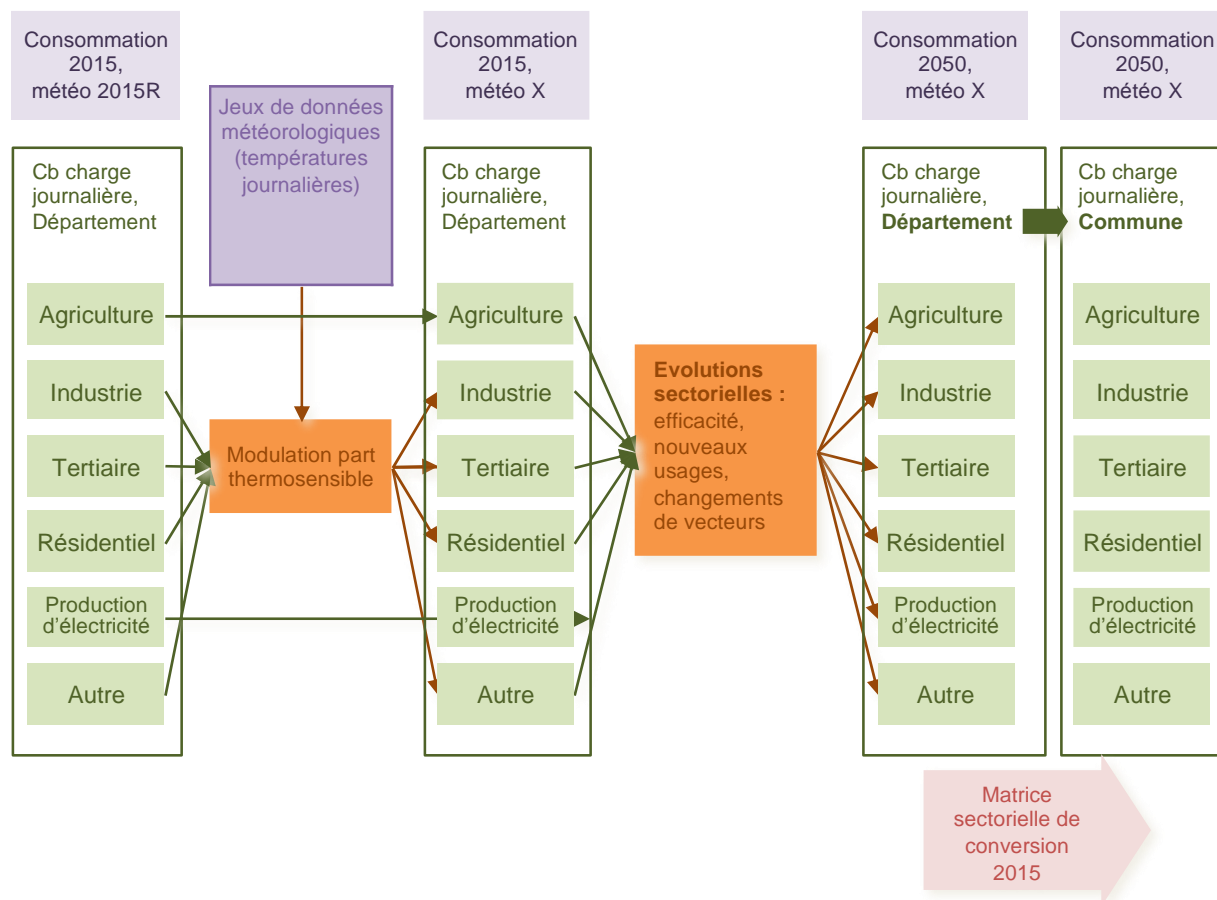 Consommation
2015,
météo 2015R
Jeux de données
météorologiques
(températures
journalières)
Consommation
2015,
météo X
Consommation
2050,
météo X
Consommation
2050,
météo X
Cb charge
journalière,
Département
Agriculture
Industrie
Tertiaire
Résidentiel
Production
d’électricité
Autre
Modulation part
thermosensible
Cb charge
journalière,
Département
Agriculture
Industrie
Tertiaire
Résidentiel
Production
d’électricité
Autre
Evolutions
sectorielles :
efficacité,
nouveaux
usages,
changements
de vecteurs
Cb charge
journalière,
Département
Agriculture
Industrie
Tertiaire
Résidentiel
Production
d’électricité
Autre
Cb charge
journalière,
Commune
Agriculture
Industrie
Tertiaire
Résidentiel
Production
d’électricité
Autre
Matrice
sectorielle de
conversion
2015